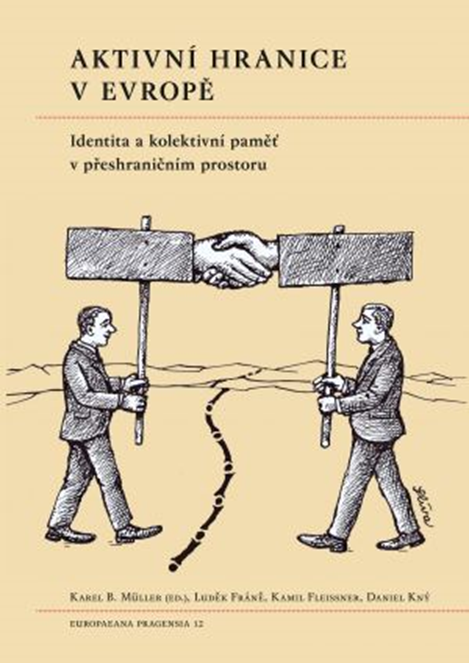 AKTIVNÍ HRANICE
V EVROPĚ
Identita a kolektivní paměť
v přeshraničním prostoru
Karel B. Müller (ed.), Luděk Fráně, Kamil Fleissner, Daniel Kný
EUROPAEANA PRAGENSIA 12